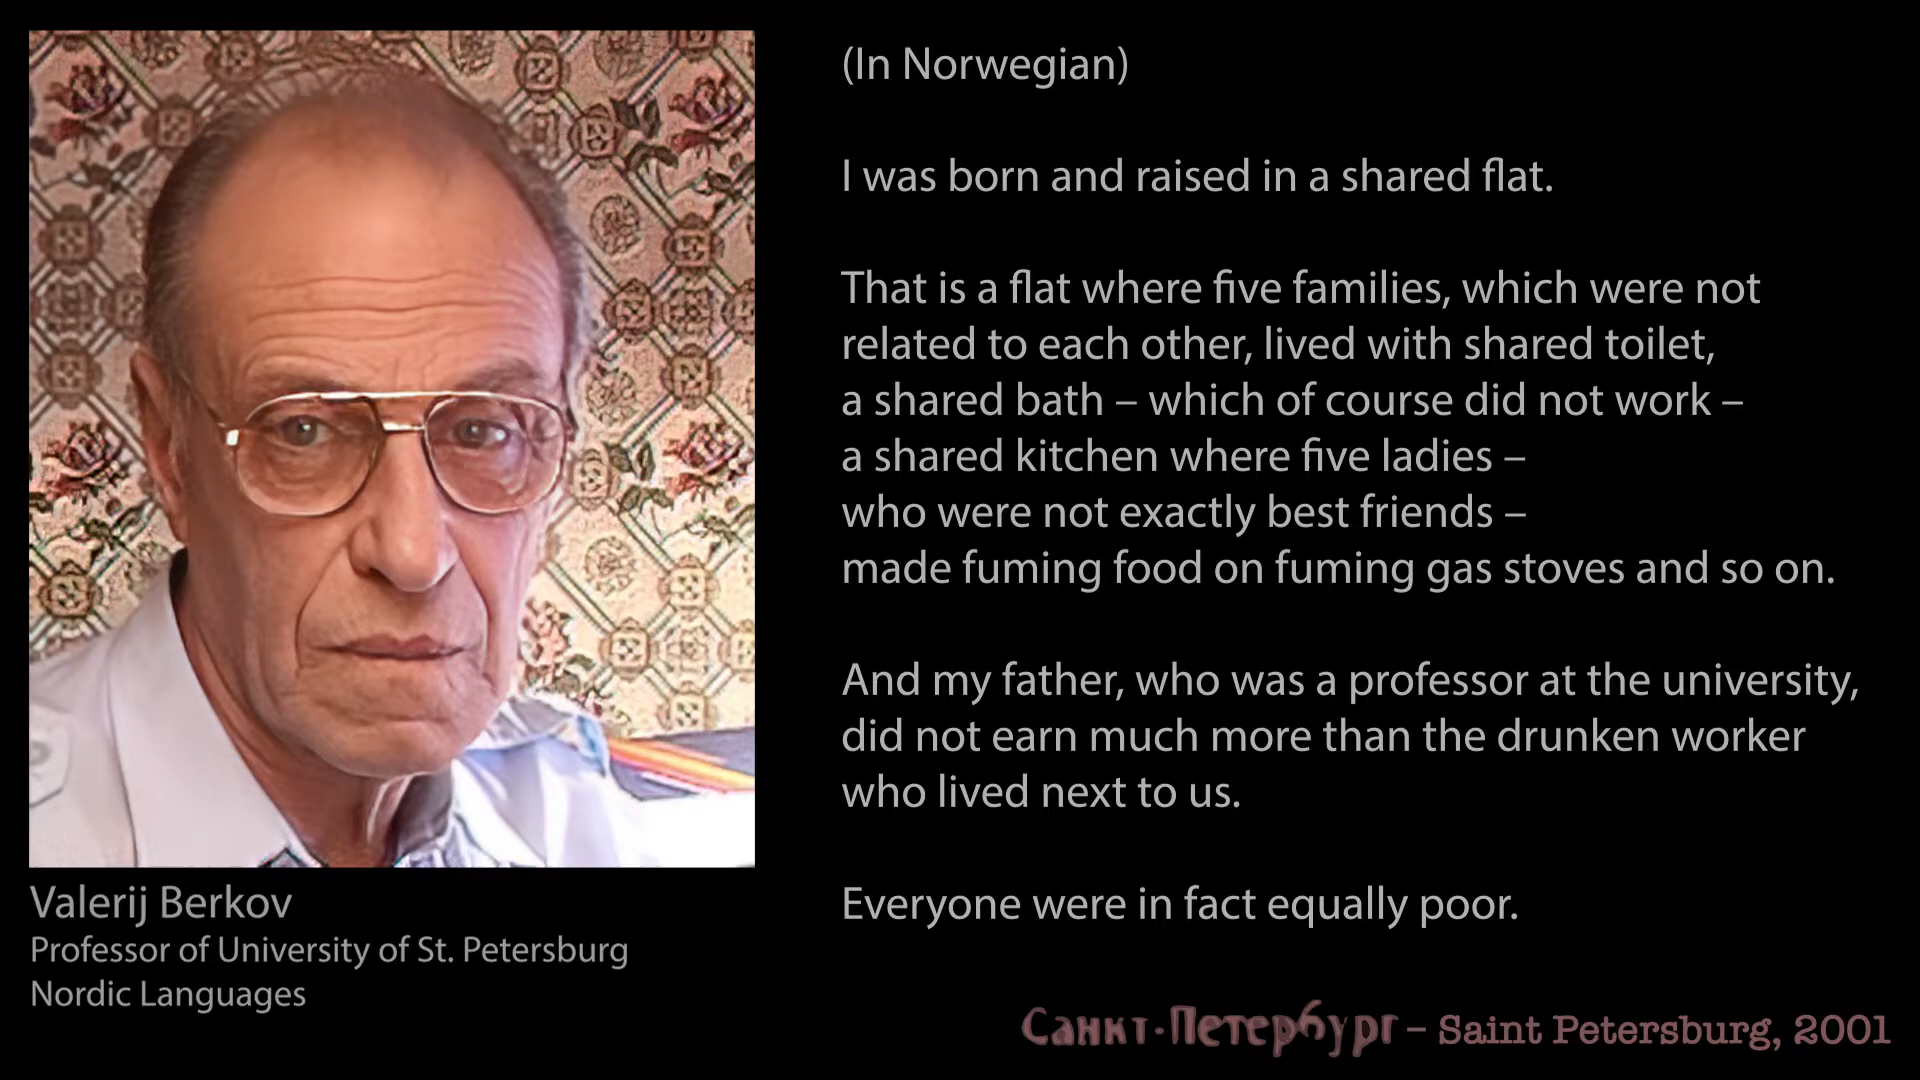 (In Norwegian)
I was born and raised in a shared flat.
That is a flat where five families, which were not
related to each other, lived with shared toilet,
a shared bath – which of course did not work –
a shared kitchen where five ladies –
who were not exactly best friends –
made fuming food on fuming gas stoves and so on.
And my father, who was a professor at the university,
did not earn much more than the drunken worker
who lived next to us.
Everyone were in fact equally poor.
Valerij Berkov
Professor of University of St. Petersburg
Nordic Languages
Санкт-Петербург – Saint Petersburg, 2001